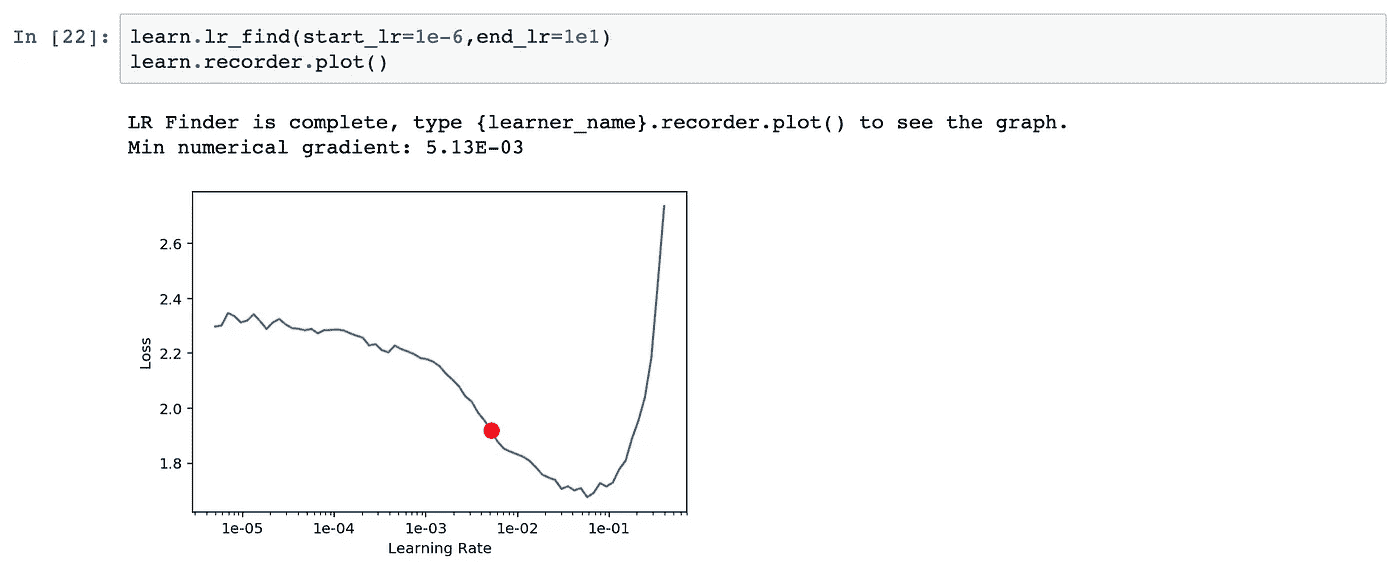 In [22]: learn.lr_find(start_lr=1e-6,end_lr=1e1)
learn.recorder.plot()
LR Finder is complete, type {learner_name}.recorder.plot() to see the graph.
Min numerical gradient: 5.13E-03
2.6
2.4
2.2
2.0
1.8
Loss
1e-05 1e-04 1e-03 1e-02 1e-01
Learning Rate